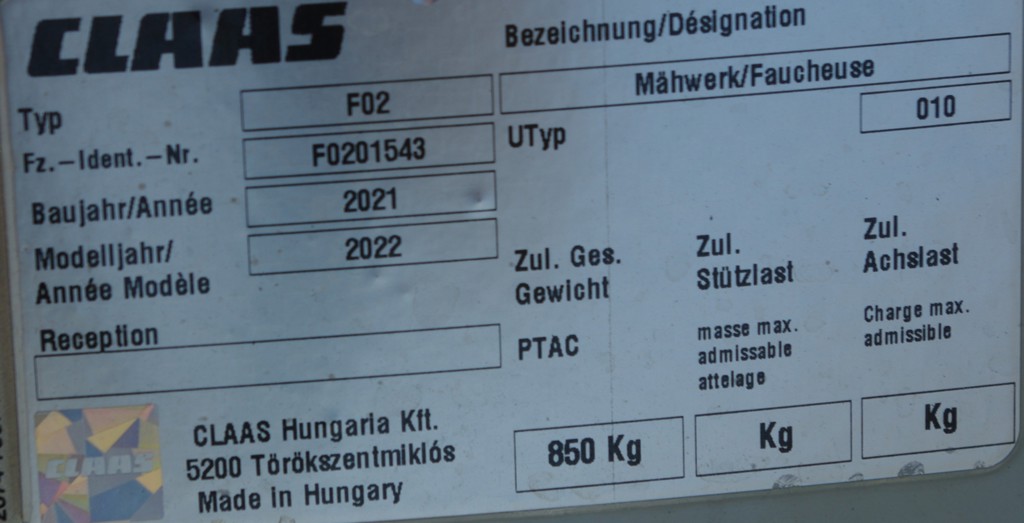 CLAAS
Bezeichnung/Désignation
Mähwerk/Faucheuse
Typ F02
UTyp 010
Fz.-Ident.-Nr. F0201543
Baujahr/Année 2021
Modelljahr/
Année Modèle 2022
Reception
Zul. Ges.
Gewicht
PTAC
850 Kg
Zul.
Stützlast
masse max.
admissable
attelage
Kg
Zul.
Achslast
Charge max.
admissible
Kg
CLAAS
CLAAS Hungaria Kft.
5200 Törökszentmiklós
Made in Hungary